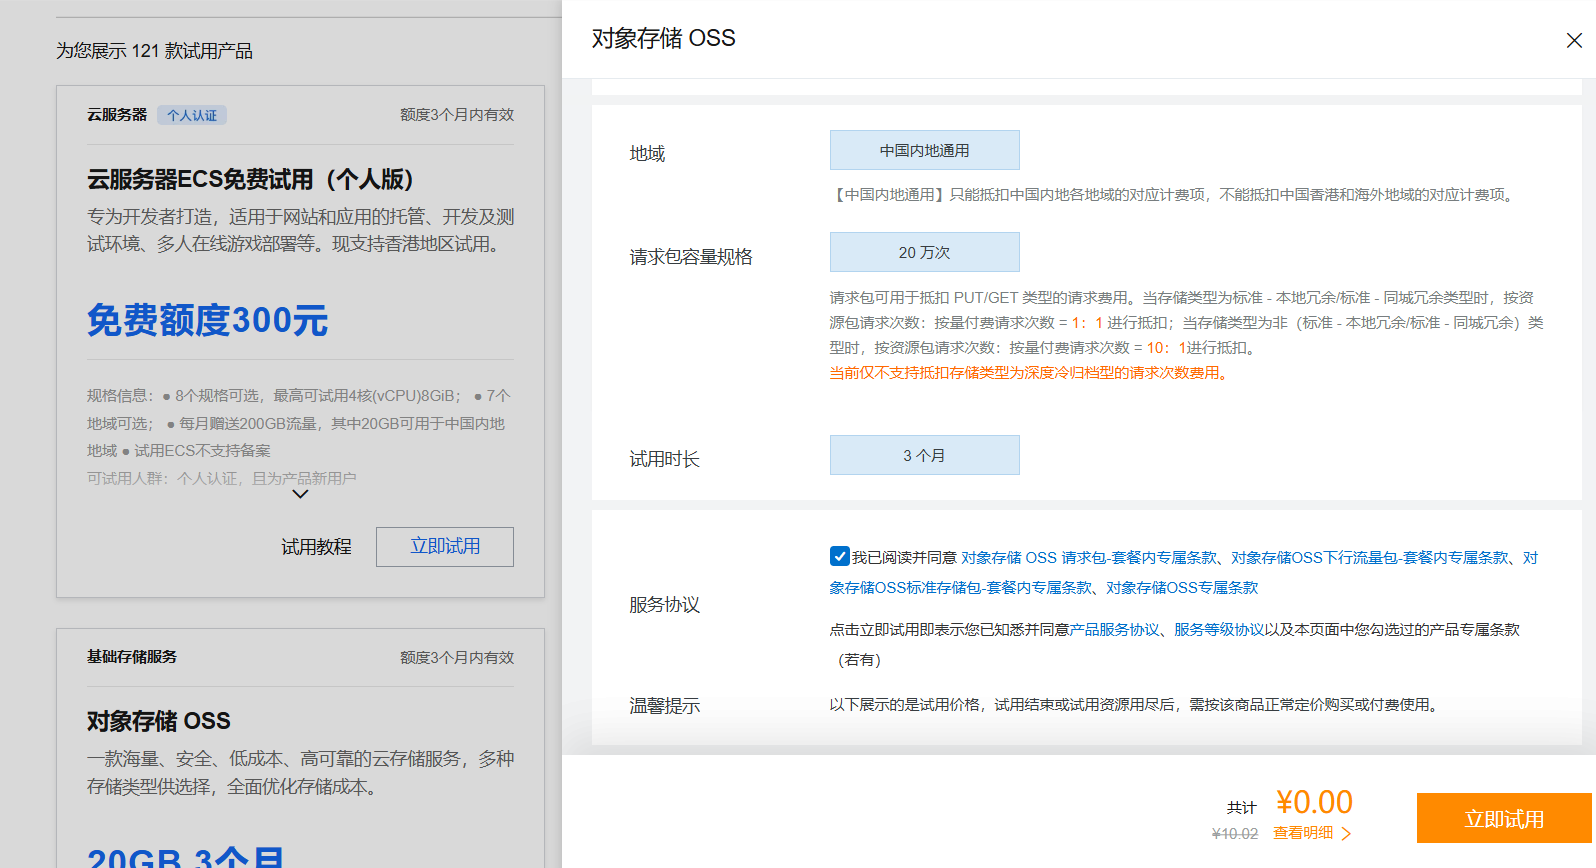 为您展示 121 款试用产品
云服务器 个人认证 额度3个月内有效
云服务器ECS免费试用（个人版）
专为开发者打造，适用于网站和应用的托管、开发及测
试环境、多人在线游戏部署等。现支持香港地区试用。
免费额度300元
规格信息：● 8个规格可选，最高可试用4核(vCPU)8GiB； ● 7个
地域可选； ● 每月赠送200GB流量，其中20GB可用于中国内地
地域 ● 试用ECS不支持备案
可试用人群：个人认证，且为产品新用户
试用教程 立即试用
基础存储服务 额度3个月内有效
对象存储 OSS
一款海量、安全、低成本、高可靠的云存储服务，多种
存储类型供选择，全面优化存储成本。
20GB 3个月
对象存储 OSS
地域 中国内地通用
【中国内地通用】只能抵扣中国内地各地域的对应计费项，不能抵扣中国香港和海外地域的对应计费项。
请求包容量规格 20 万次
请求包可用于抵扣 PUT/GET 类型的请求费用。当存储类型为标准 - 本地冗余/标准 - 同城冗余类型时，按资
源包请求次数：按量付费请求次数 = 1：1 进行抵扣；当存储类型为非（标准 - 本地冗余/标准 - 同城冗余）类
型时，按资源包请求次数：按量付费请求次数 = 10：1进行抵扣。
当前仅不支持抵扣存储类型为深度冷归档型的请求次数费用。
试用时长 3 个月
服务协议
我已阅读并同意 对象存储 OSS 请求包-套餐内专属条款、对象存储OSS下行流量包-套餐内专属条款、对
象存储OSS标准存储包-套餐内专属条款、对象存储OSS专属条款
点击立即试用即表示您已知悉并同意产品服务协议、服务等级协议以及本页面中您勾选过的产品专属条款
（若有）
温馨提示 以下展示的是试用价格，试用结束或试用资源用尽后，需按该商品正常定价购买或付费使用。
共计 ¥0.00
¥10.02 查看明细
立即试用